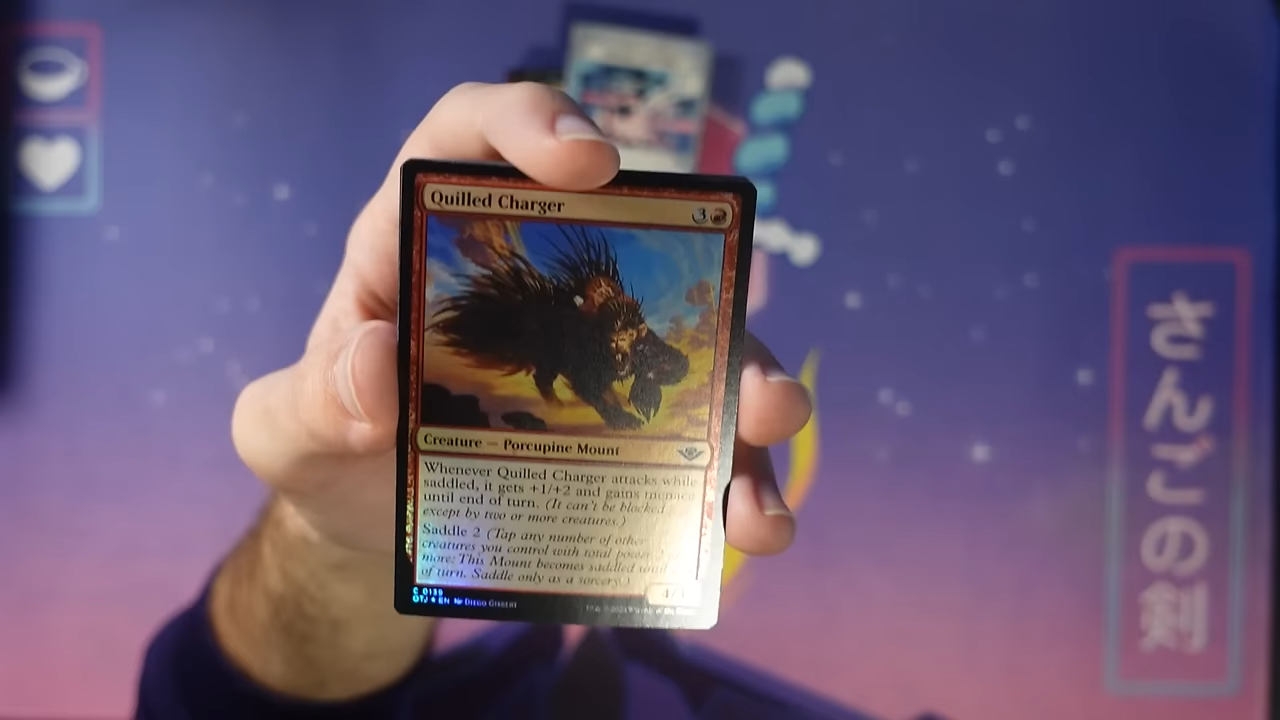 Quilled Charger
3
Creature — Porcupine Mount
Whenever Quilled Charger attacks while
saddled, it gets +1/+2 and gains menace
until end of turn. (It can't be blocked
except by two or more creatures.)
Saddle 2 (Tap any number of other
creatures you control with total power 2 or
more: This Mount becomes saddled until
of turn. Saddle only as a sorcery.)
C 0139
OTJ ★ EN Diego Gisbert
さんごの剣